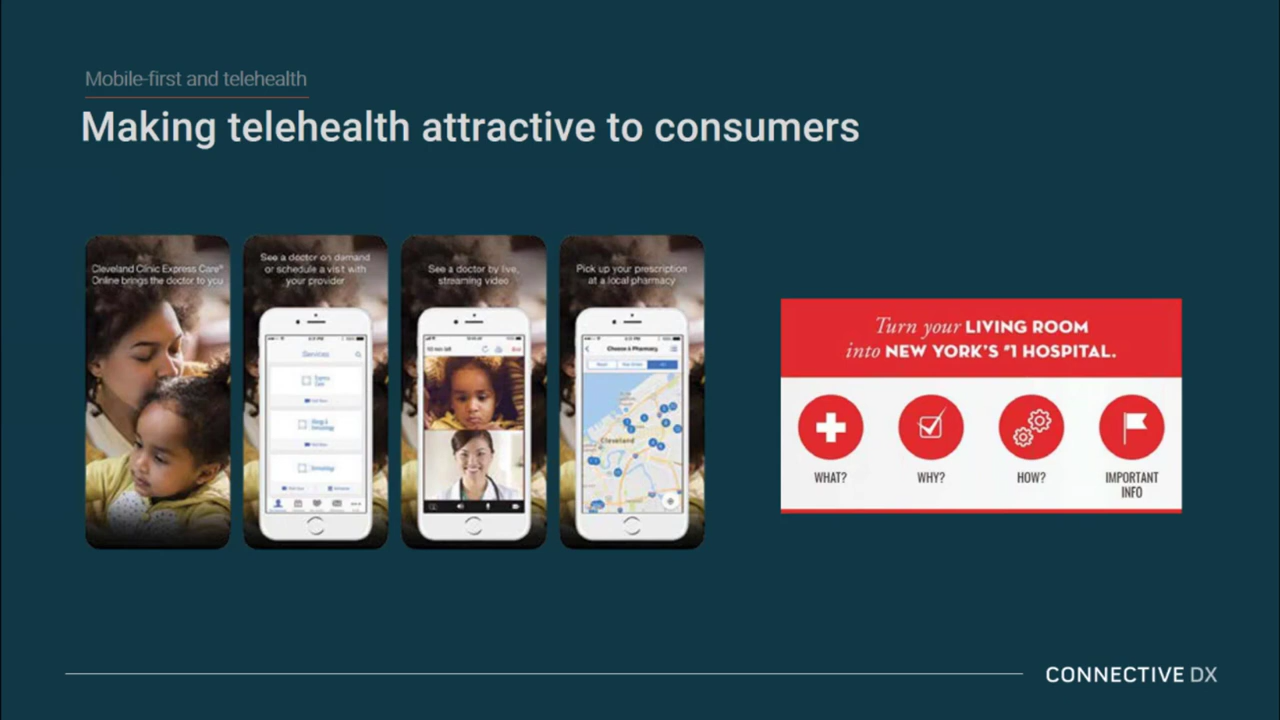 Mobile-first and telehealth
Making telehealth attractive to consumers
Cleveland Clinic Express Care®
Online brings the doctor to you
See a doctor on demand
or schedule a visit with
your provider
Services
See a doctor by live,
streaming video
Pick up your prescription
at a local pharmacy
Choose A Pharmacy
Cleveland
Turn your LIVING ROOM
into NEW YORK'S #1 HOSPITAL.
WHAT?
WHY?
HOW?
IMPORTANT
INFO
CONNECTIVE DX